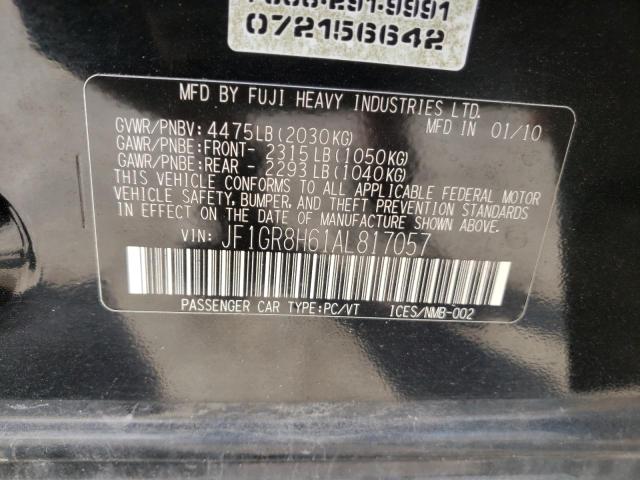 072156642
MFD BY FUJI HEAVY INDUSTRIES LTD.
GVWR/PNBV: 4475LB(2030KG) MFD IN 01/10
GAWR/PNBE:FRONT- 2315LB(1050KG)
GAWR/PNBE:REAR - 2293LB(1040KG)
THIS VEHICLE CONFORMS TO ALL APPLICABLE FEDERAL MOTOR
VEHICLE SAFETY, BUMPER, AND THEFT PREVENTION STANDARDS
IN EFFECT ON THE DATE OF MANUFACTURE SHOWN ABOVE.
VIN: JF1GR8H61AL817057
PASSENGER CAR TYPE:PC/VT ICES/NMB-002